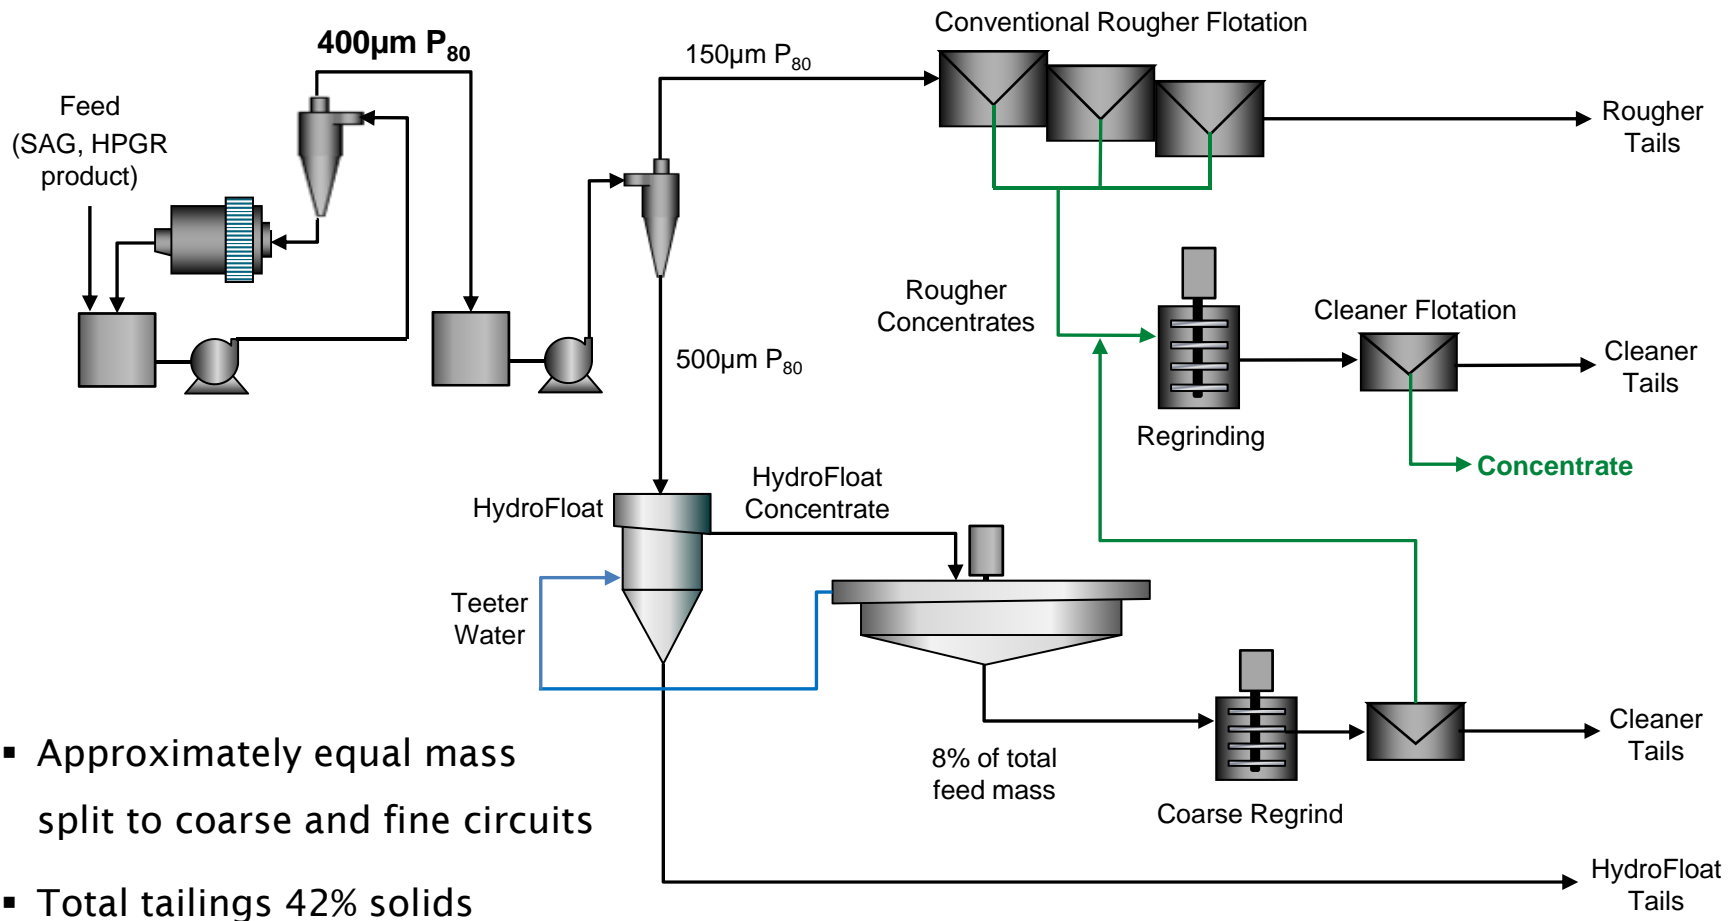 Conventional Rougher Flotation
400µm P80
150µm P80
Feed
(SAG, HPGR
product)
Rougher
Tails
Rougher
Concentrates
Cleaner Flotation
500µm P80
Cleaner
Tails
Regrinding
Concentrate
HydroFloat
HydroFloat
Concentrate
Teeter
Water
8% of total
feed mass
Coarse Regrind
Cleaner
Tails
▪ Approximately equal mass
split to coarse and fine circuits
HydroFloat
Tails
▪ Total tailings 42% solids